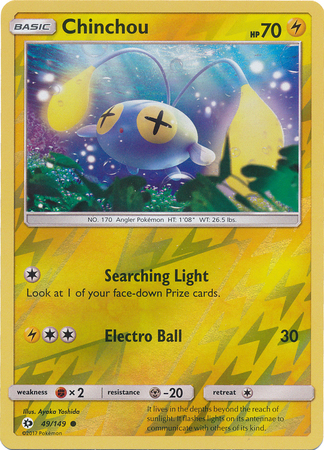 BASIC Chinchou HP 70
NO. 170 Angler Pokémon HT: 1'08" WT: 26.5 lbs.
Searching Light
Look at 1 of your face-down Prize cards.
Electro Ball 30
weakness × 2 resistance -20 retreat
Illus. Ayaka Yoshida
49/149
©2017 Pokémon
It lives in the depths beyond the reach of
sunlight. It flashes lights on its antennae to
communicate with others of its kind.